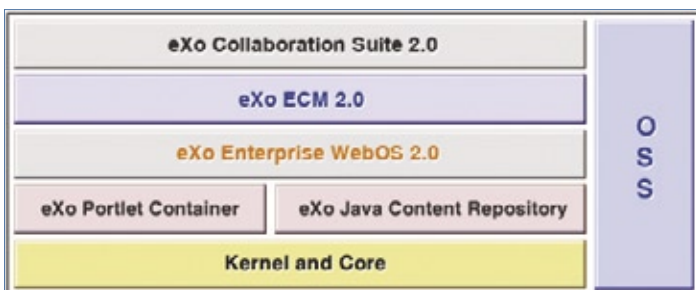 eXo Collaboration Suite 2.0
eXo ECM 2.0
eXo Enterprise WebOS 2.0
eXo Portlet Container
eXo Java Content Repository
Kernel and Core
O
S
S